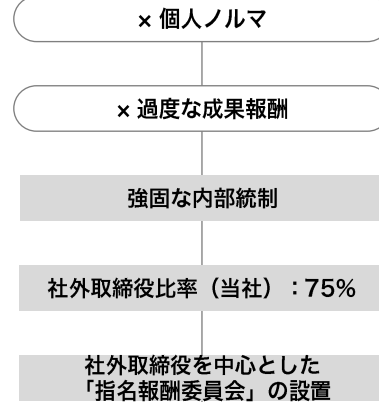 × 個人ノルマ
× 過度な成果報酬
強固な内部統制
社外取締役比率（当社）：75%
社外取締役を中心とした
「指名報酬委員会」の設置